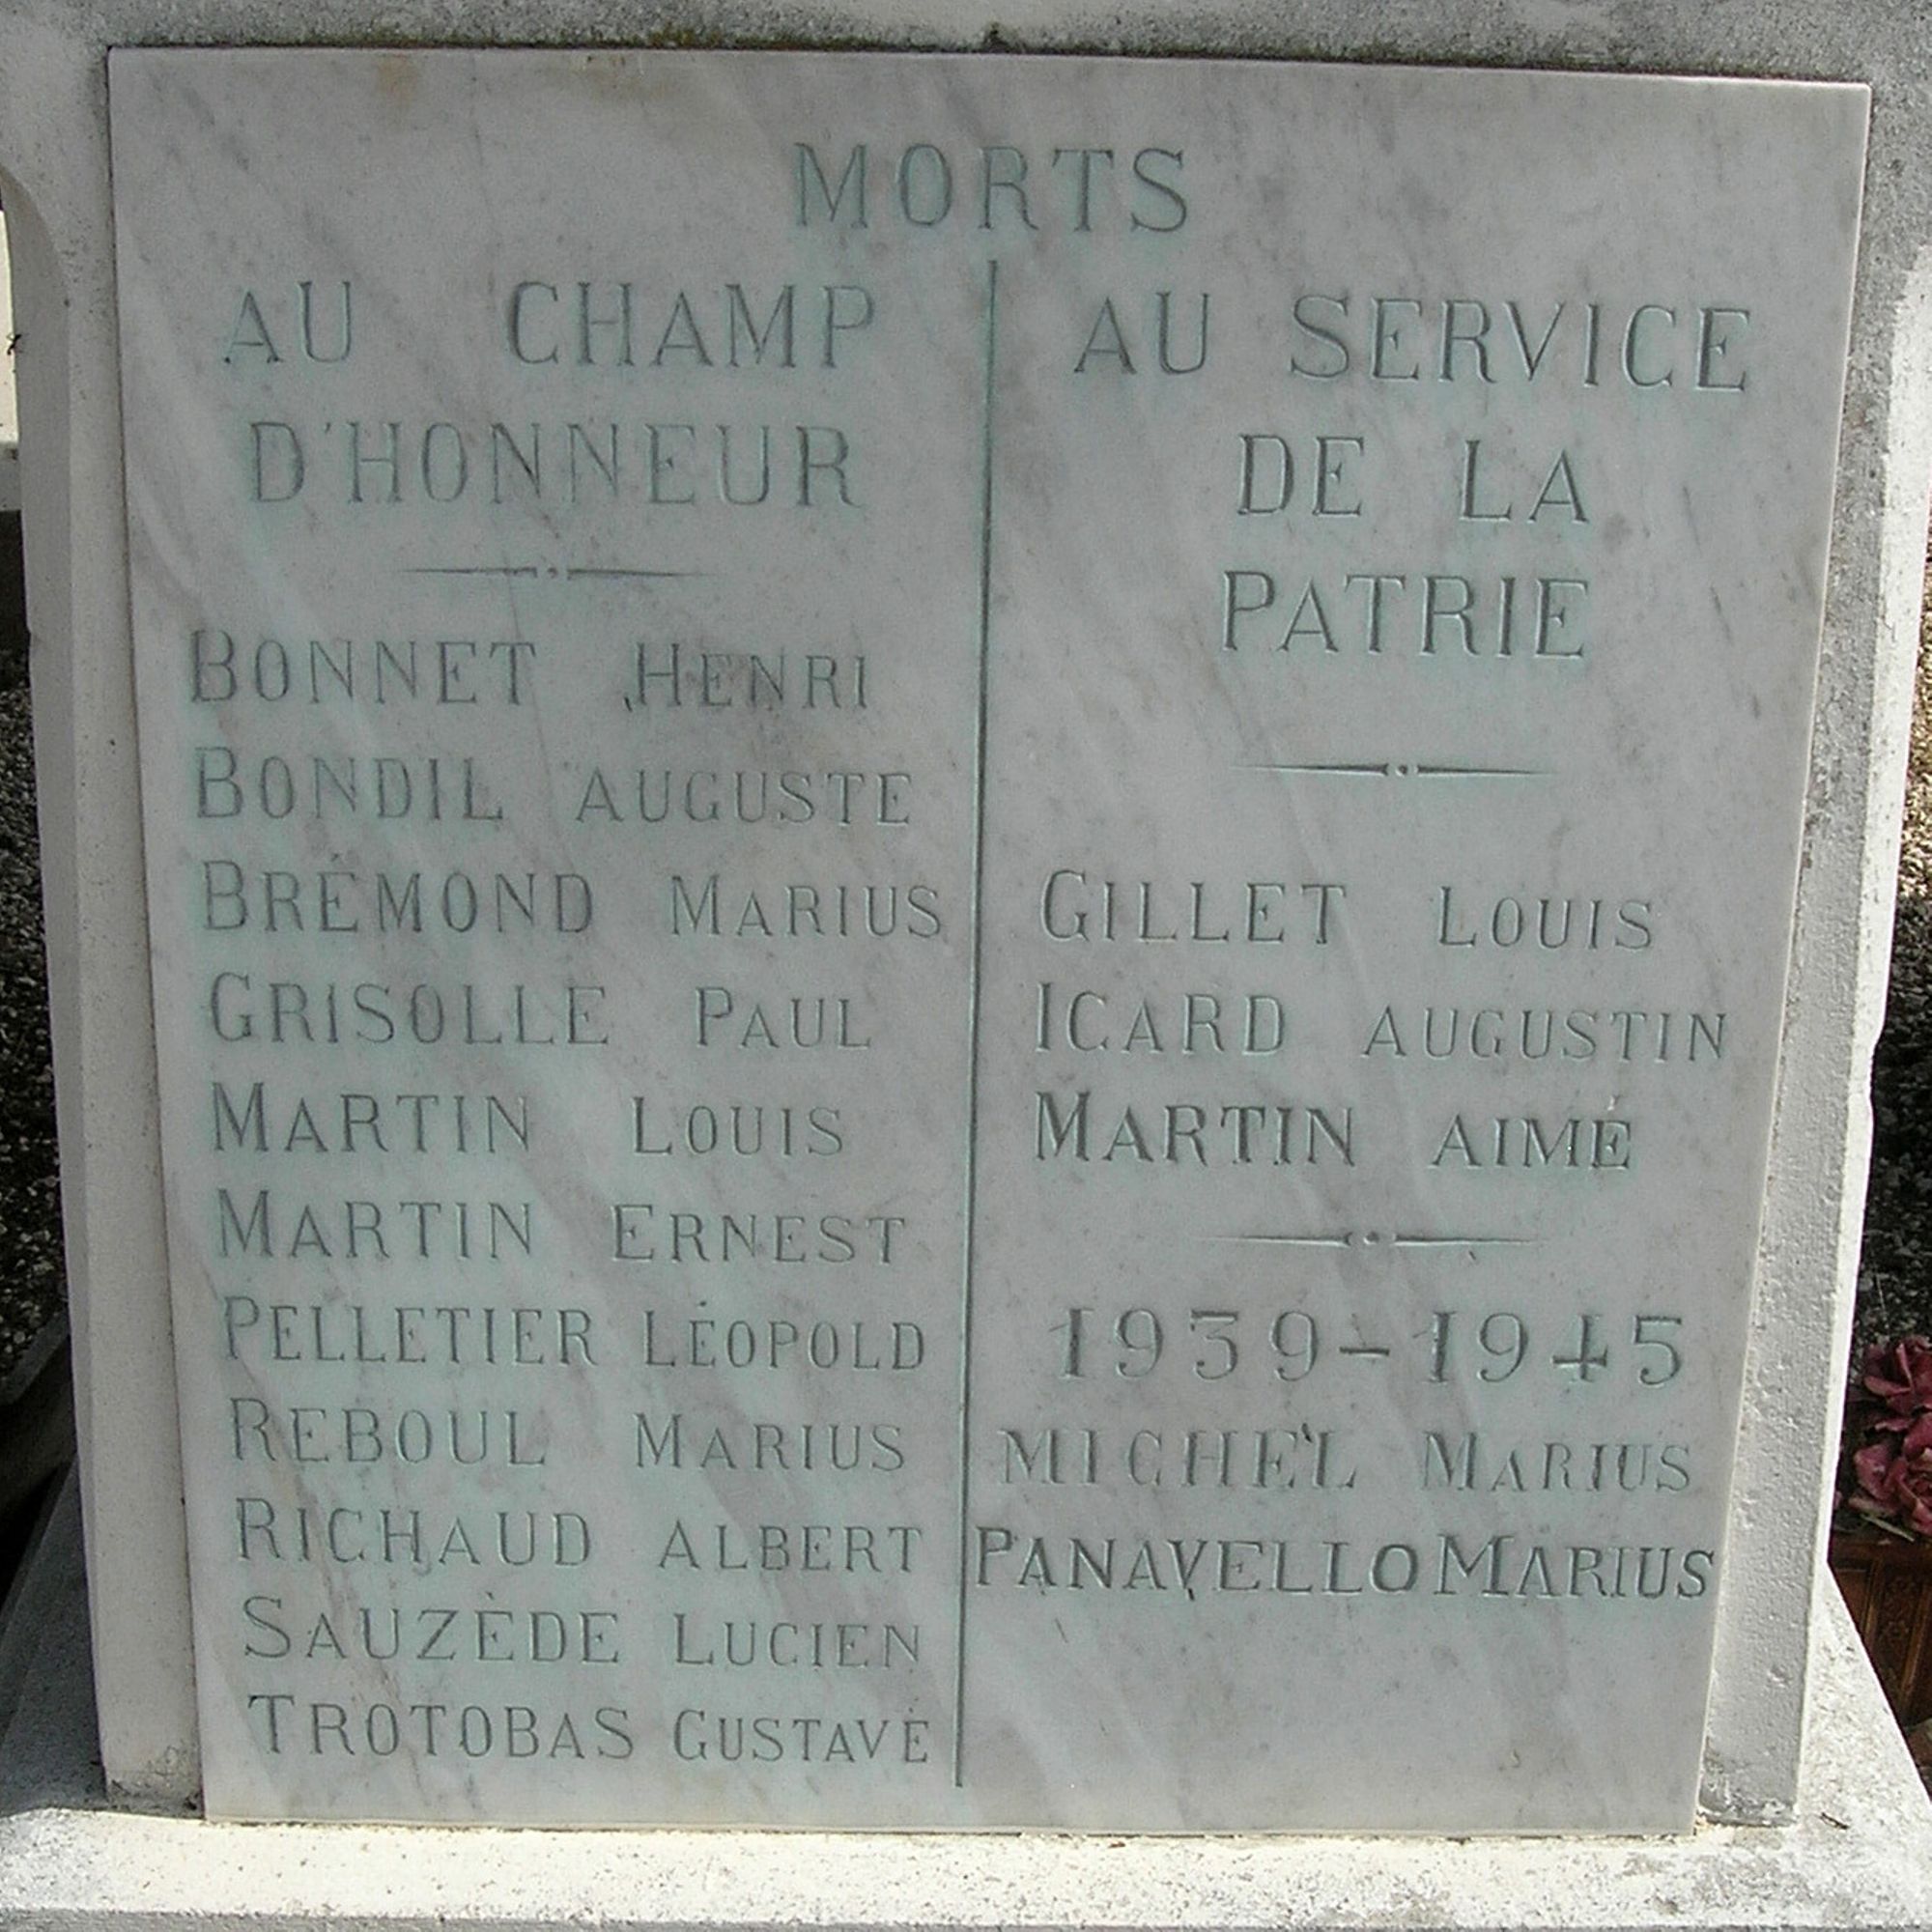 MORTS
AU CHAMP
D'HONNEUR
BONNET HENRI
BONDIL AUGUSTE
BRÉMOND MARIUS
GRISOLLE PAUL
MARTIN LOUIS
MARTIN ERNEST
PELLETIER LÉOPOLD
REBOUL MARIUS
RICHAUD ALBERT
SAUZÈDE LUCIEN
TROTOBAS GUSTAVE
AU SERVICE
DE LA
PATRIE
GILLET LOUIS
ICARD AUGUSTIN
MARTIN AIMÉ
1939-1945
MICHEL MARIUS
PANAVELLO MARIUS